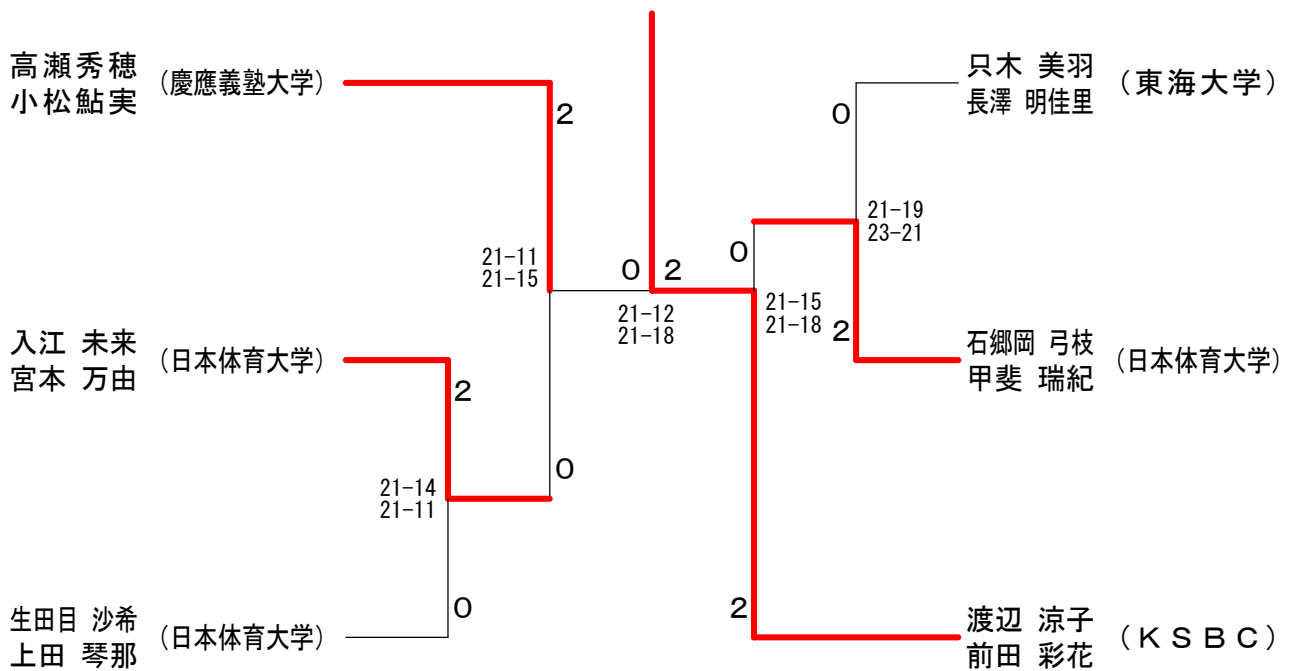 高瀬秀穂
小松鮎実
（慶應義塾大学）
2
21-11
21-15
入江 未来
宮本 万由
（日本体育大学）
2
0
21-14
21-11
0
生田目 沙希
上田 琴那
（日本体育大学）
0 2
21-12
21-18
只木 美羽
長澤 明佳里
（東海大学）
0
21-19
23-21
0
21-15
21-18
2
石郷岡 弓枝
甲斐 瑞紀
（日本体育大学）
2
渡辺 涼子
前田 彩花
（ＫＳＢＣ）